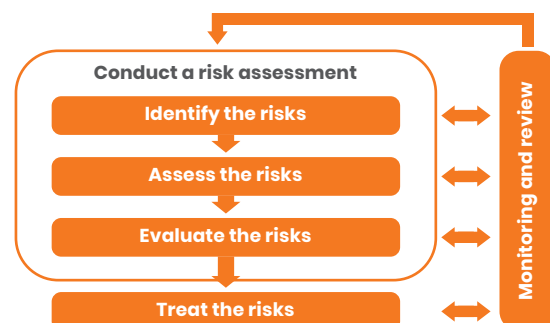 Conduct a risk assessment
Identify the risks
Assess the risks
Evaluate the risks
Treat the risks
Monitoring and review